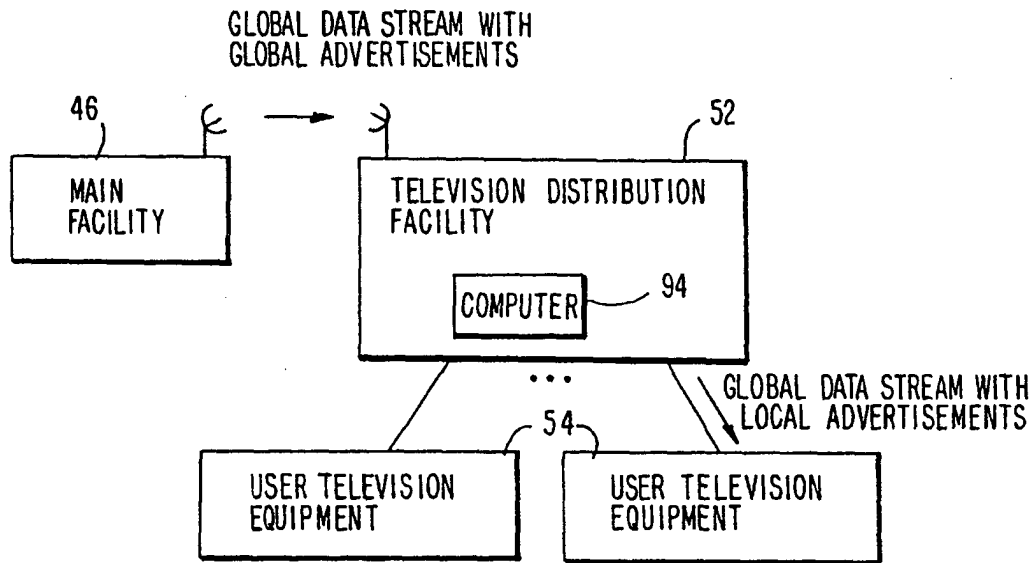 GLOBAL DATA STREAM WITH
GLOBAL ADVERTISEMENTS
46
52
MAIN
FACILITY
TELEVISION DISTRIBUTION
FACILITY
COMPUTER
94
GLOBAL DATA STREAM WITH
LOCAL ADVERTISEMENTS
54
USER TELEVISION
EQUIPMENT
USER TELEVISION
EQUIPMENT